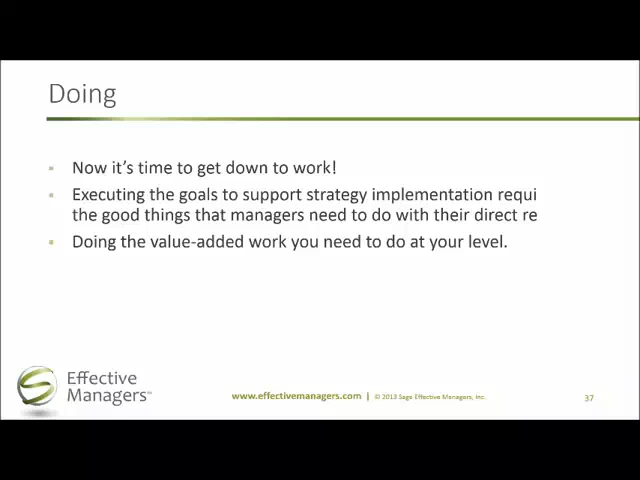 Doing
Now it's time to get down to work!
Executing the goals to support strategy implementation requi
the good things that managers need to do with their direct re
Doing the value-added work you need to do at your level.
Effective
Managers
www.effectivemanagers.com | © 2013 Sage Effective Managers, Inc.
37